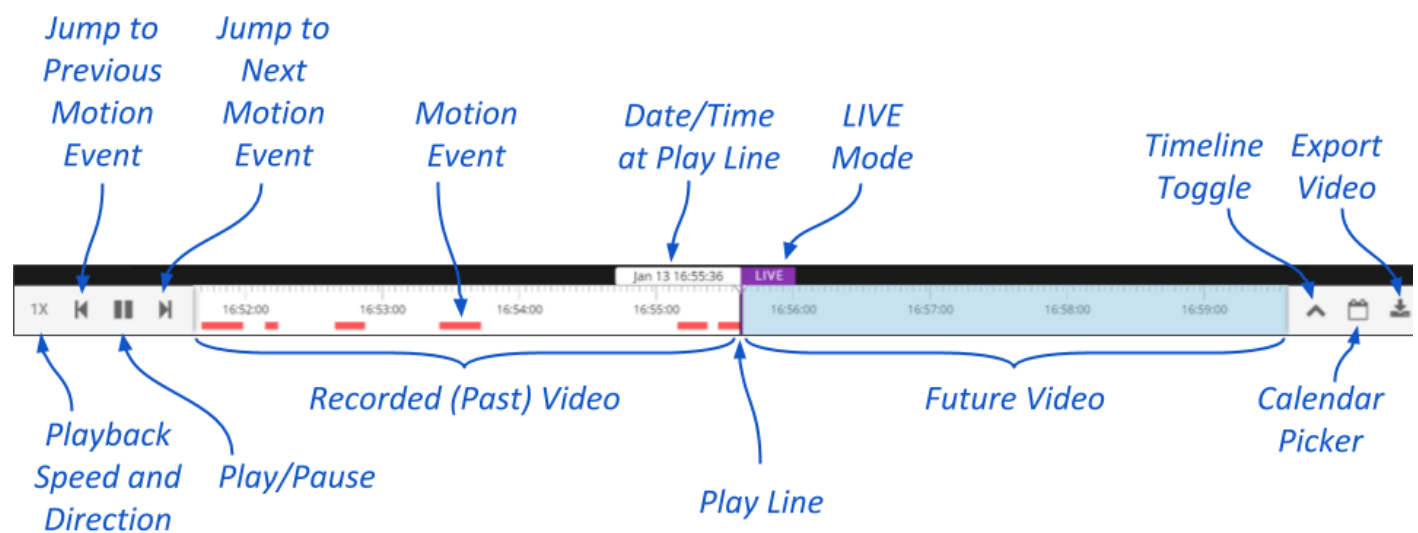 Jump to
Previous
Motion
Event
Jump to
Next
Motion
Event
Motion
Event
Date/Time
at Play Line
LIVE
Mode
Timeline
Toggle
Export
Video
Jan 13 16:55:36
LIVE
1X
16:52:00
16:53:00
16:54:00
16:55:00
16:56:00
16:57:00
16:58:00
16:59:00
Recorded (Past) Video
Future Video
Calendar
Picker
Playback
Speed and
Direction
Play/Pause
Play Line